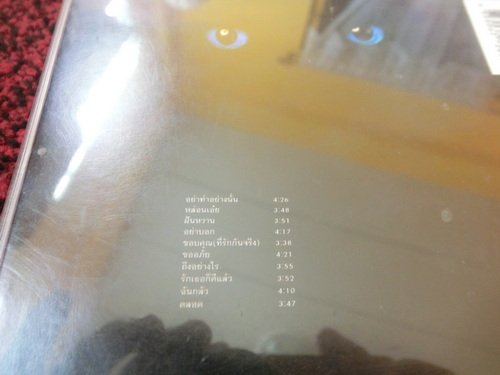 อย่าทำอย่างนั้น 4:26
หล่อนเอ๋ย 3:48
ฝันหวาน 3:51
อย่าบอก 4:17
ขอบคุณ(ที่รักกันจริง) 3:38
ขออภัย 4:21
ถึงอย่างไร 3:55
รักเธอก็ดีแล้ว 3:52
ฉันกลัว 4:10
ตลอด 3:47